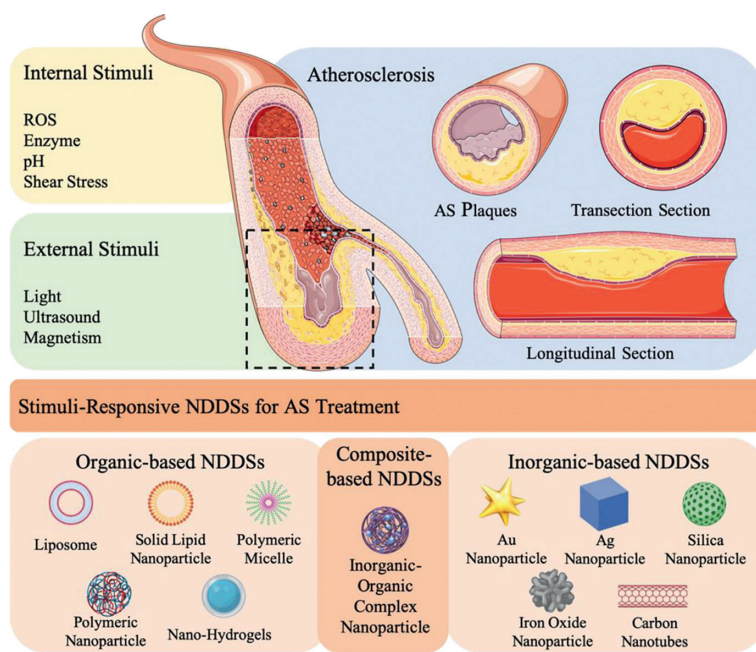 Internal Stimuli
ROS
Enzyme
pH
Shear Stress
External Stimuli
Light
Ultrasound
Magnetism
Atherosclerosis
AS Plaques
Transection Section
Longitudinal Section
Stimuli-Responsive NDDSs for AS Treatment
Organic-based NDDSs
Liposome
Solid Lipid
Nanoparticle
Polymeric
Micelle
Polymeric
Nanoparticle
Nano-Hydrogels
Composite-
based NDDSs
Inorganic-
Organic
Complex
Nanoparticle
Inorganic-based NDDSs
Au
Nanoparticle
Ag
Nanoparticle
Silica
Nanoparticle
Iron Oxide
Nanoparticle
Carbon
Nanotubes